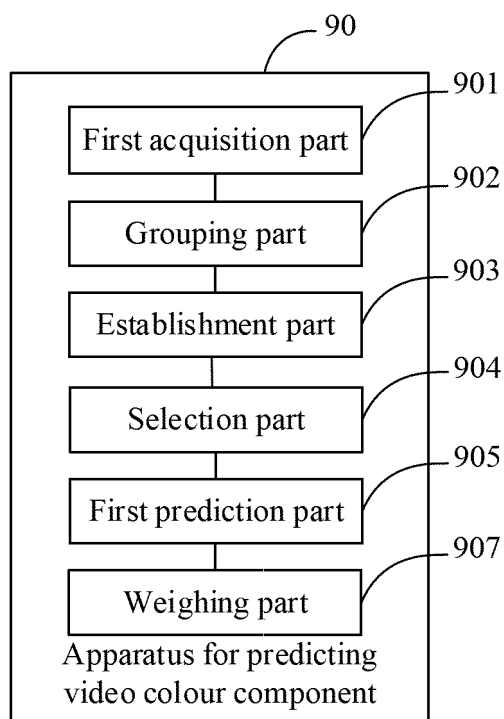 90
First acquisition part
901
Grouping part
902
Establishment part
903
Selection part
904
First prediction part
905
Weighing part
907
Apparatus for predicting
video colour component